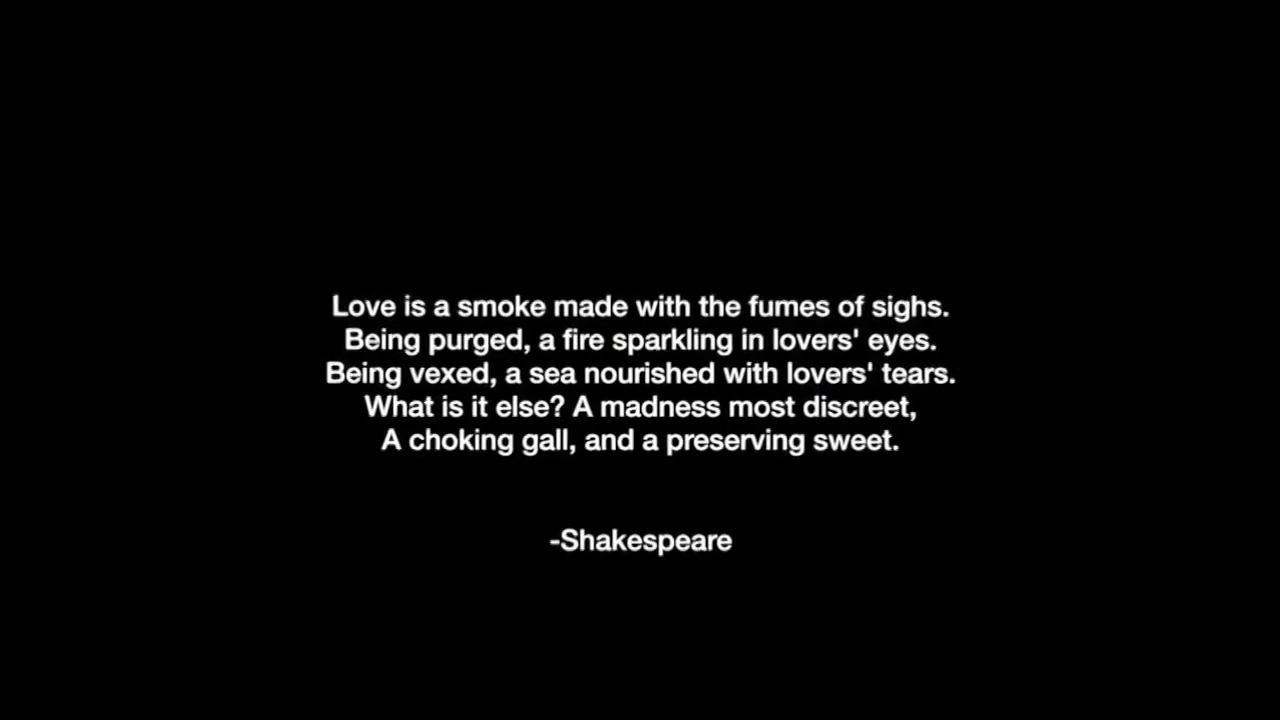 Love is a smoke made with the fumes of sighs.
Being purged, a fire sparkling in lovers' eyes.
Being vexed, a sea nourished with lovers' tears.
What is it else? A madness most discreet,
A choking gall, and a preserving sweet.
-Shakespeare